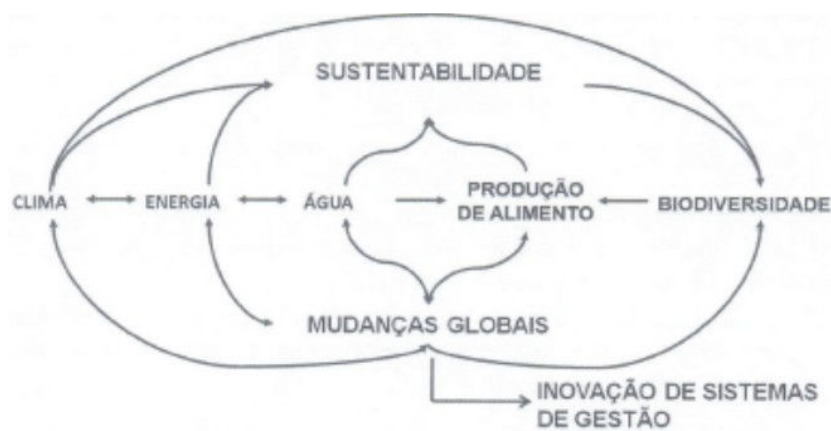 SUSTENTABILIDADE
CLIMA
ENERGIA
ÁGUA
PRODUÇÃO
DE ALIMENTO
BIODIVERSIDADE
MUDANÇAS GLOBAIS
INOVAÇÃO DE SISTEMAS
DE GESTÃO